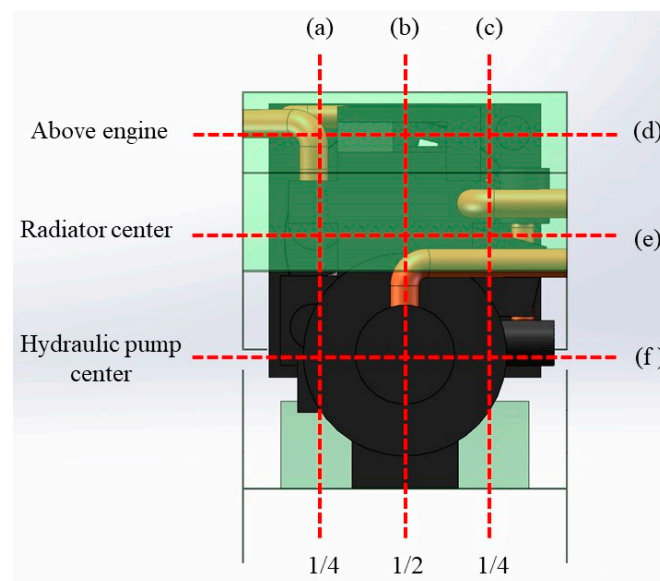 (a) (b) (c)
Above engine (d)
Radiator center (e)
Hydraulic pump
center (f )
1/4 1/2 1/4